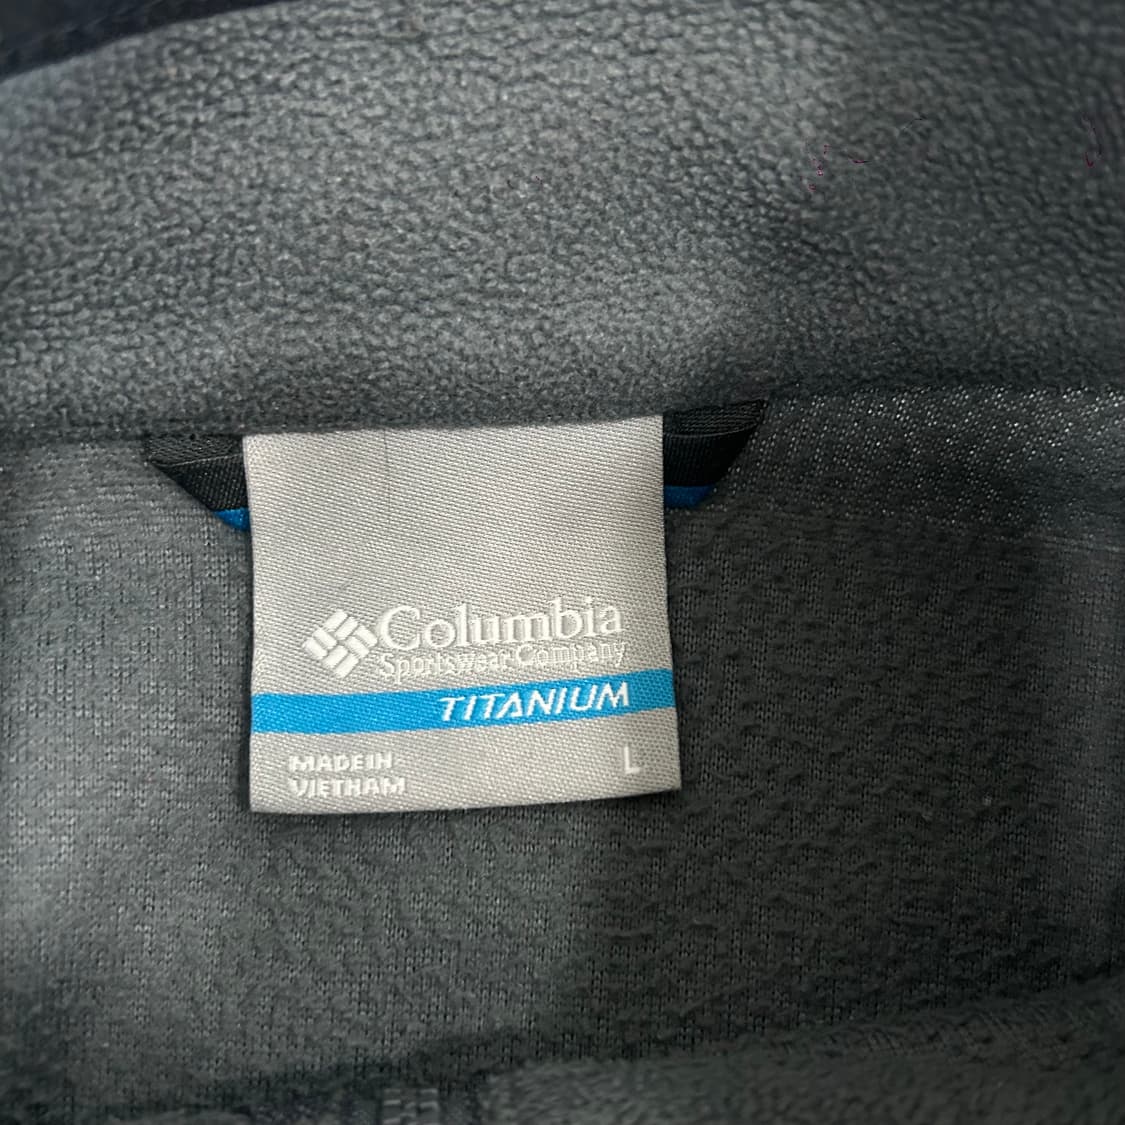 Columbia
Sportswear Company
TITANIUM
MADE IN
VIETNAM
L